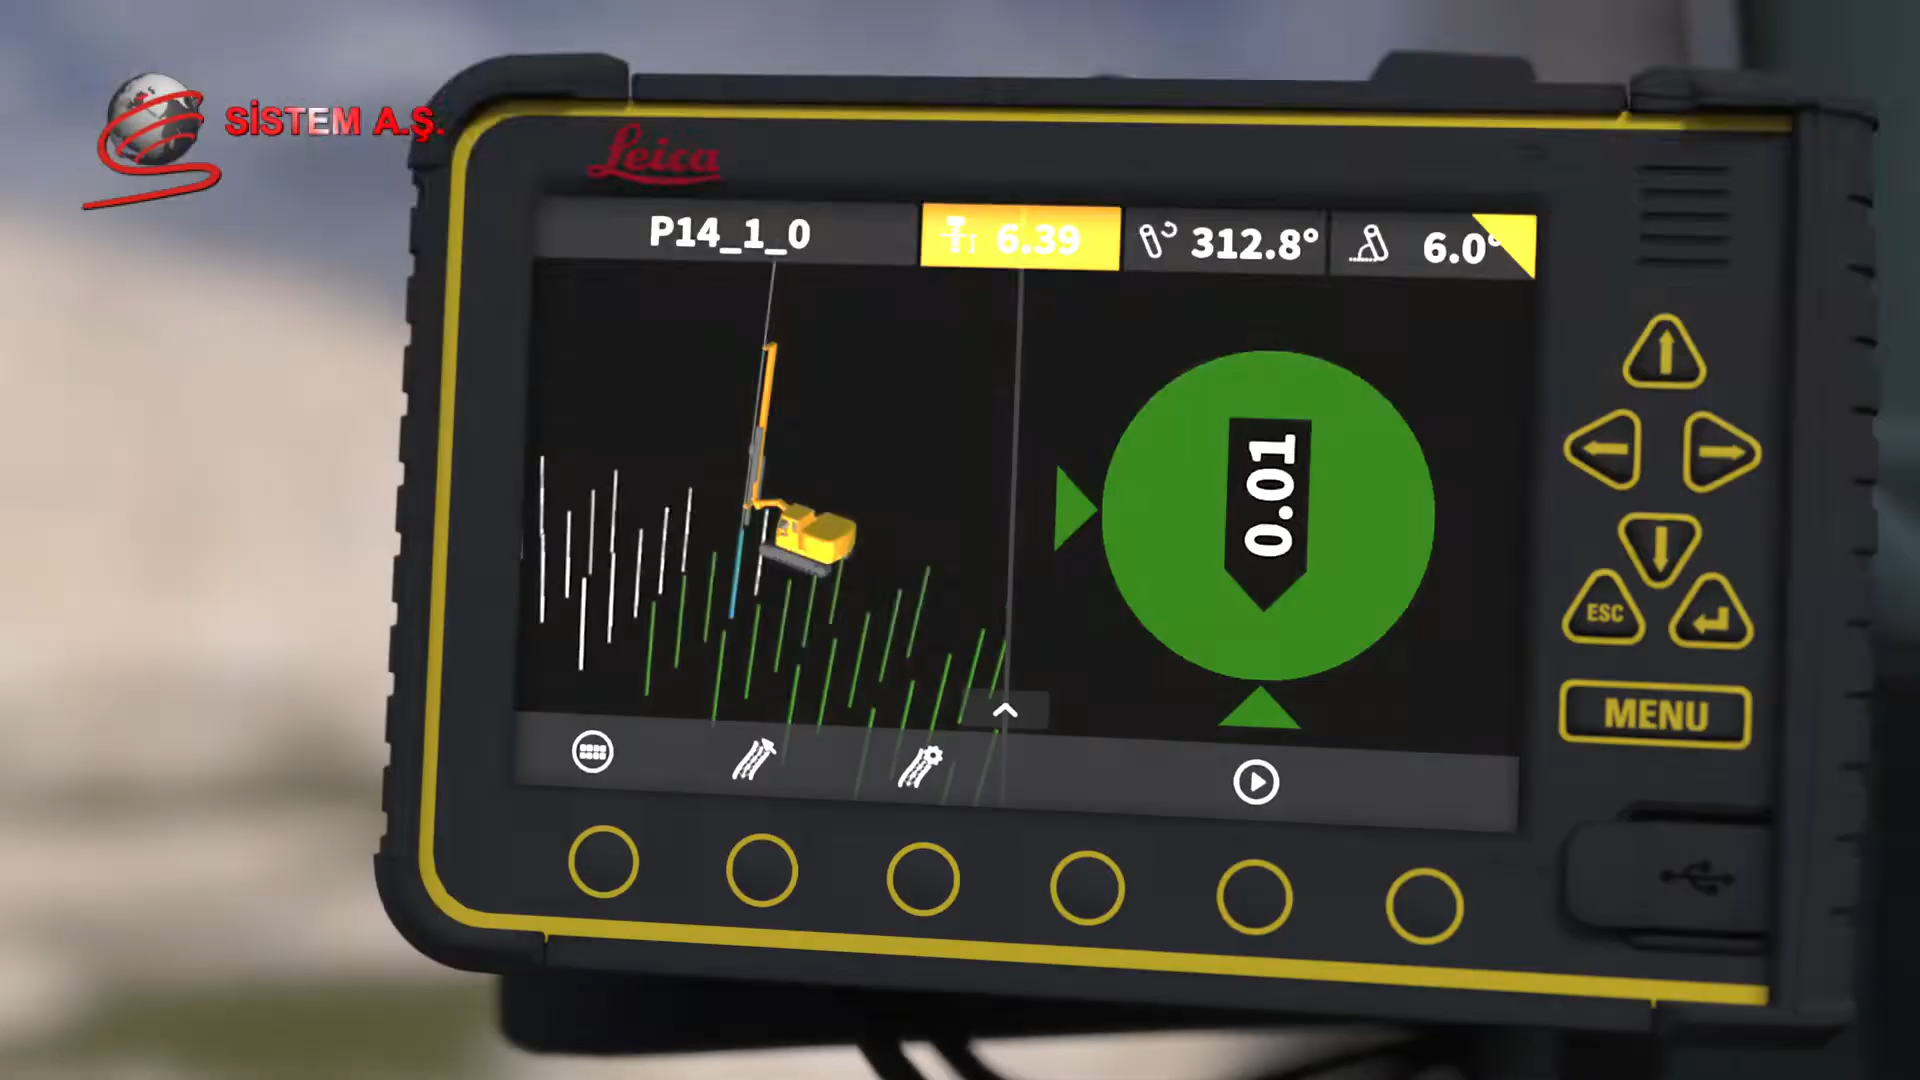 SİSTEM A.Ş.
Leica
P14_1_0
6.39
312.8°
6.0°
0.01
ESC
MENU